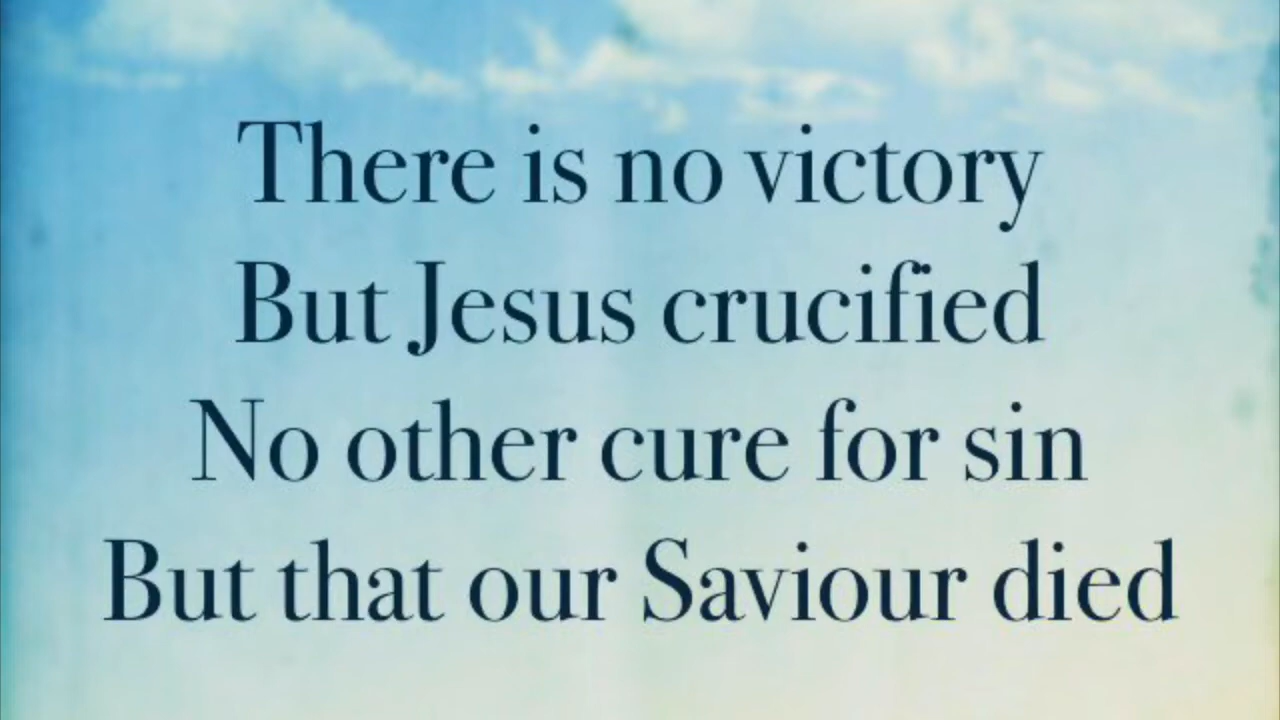 There is no victory
But Jesus crucified
No other cure for sin
But that our Saviour died